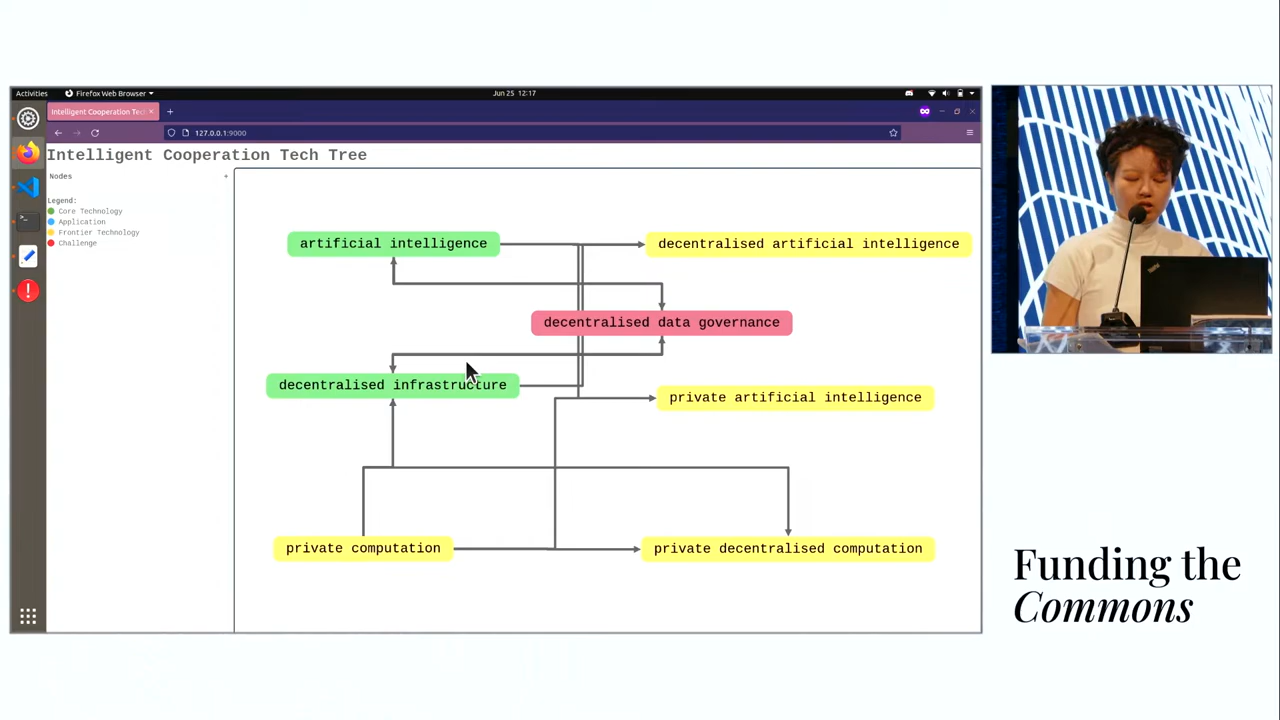 Activities
Firefox Web Browser
Jun 25 12:17
Intelligent Cooperation Tec
127.0.0.1:9000
Intelligent Cooperation Tech Tree
Nodes
+
Legend:
Core Technology
Application
Frontier Technology
Challenge
artificial intelligence
decentralised artificial intelligence
decentralised data governance
decentralised infrastructure
private artificial intelligence
private computation
private decentralised computation
Funding the
Commons